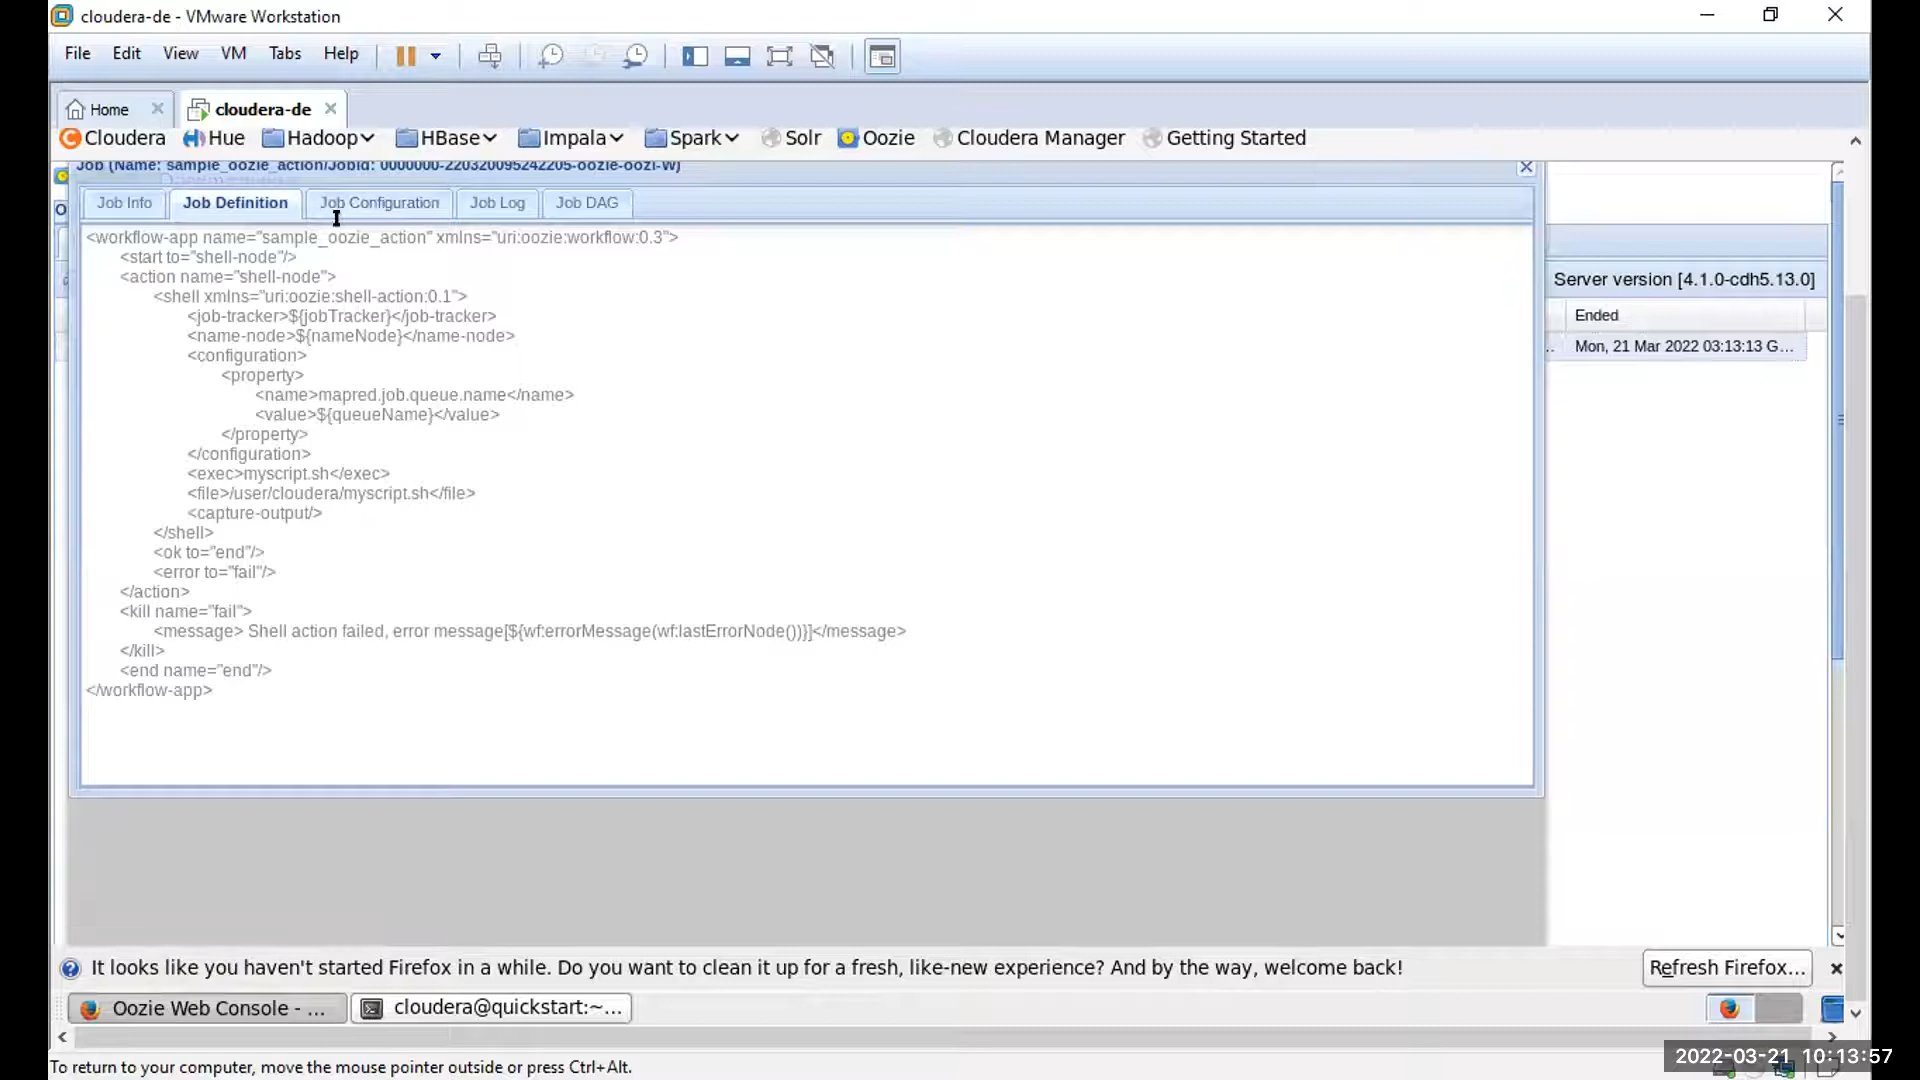 cloudera-de - VMware Workstation
File Edit View VM Tabs Help
Home cloudera-de
Cloudera Hue Hadoop HBase Impala Spark Solr Oozie Cloudera Manager Getting Started
Job (Name: sample_oozie_action/JobId: 0000000-220320095242205-oozie-oozi-W)
Job Info Job Definition Job Configuration Job Log Job DAG
<workflow-app name="sample_oozie_action" xmlns="uri:oozie:workflow:0.3">
<start to="shell-node"/>
<action name="shell-node">
<shell xmlns="uri:oozie:shell-action:0.1">
<job-tracker>${jobTracker}</job-tracker>
<name-node>${nameNode}</name-node>
<configuration>
<property>
<name>mapred.job.queue.name</name>
<value>${queueName}</value>
</property>
</configuration>
<exec>myscript.sh</exec>
<file>/user/cloudera/myscript.sh</file>
<capture-output/>
</shell>
<ok to="end"/>
<error to="fail"/>
</action>
<kill name="fail">
<message> Shell action failed, error message[${wf:errorMessage(wf:lastErrorNode())}]</message>
</kill>
<end name="end"/>
</workflow-app>
Server version [4.1.0-cdh5.13.0]
Ended
Mon, 21 Mar 2022 03:13:13 G...
It looks like you haven't started Firefox in a while. Do you want to clean it up for a fresh, like-new experience? And by the way, welcome back!
Refresh Firefox...
Oozie Web Console - ... cloudera@quickstart:~...
To return to your computer, move the mouse pointer outside or press Ctrl+Alt.
2022-03-21 10:13:57